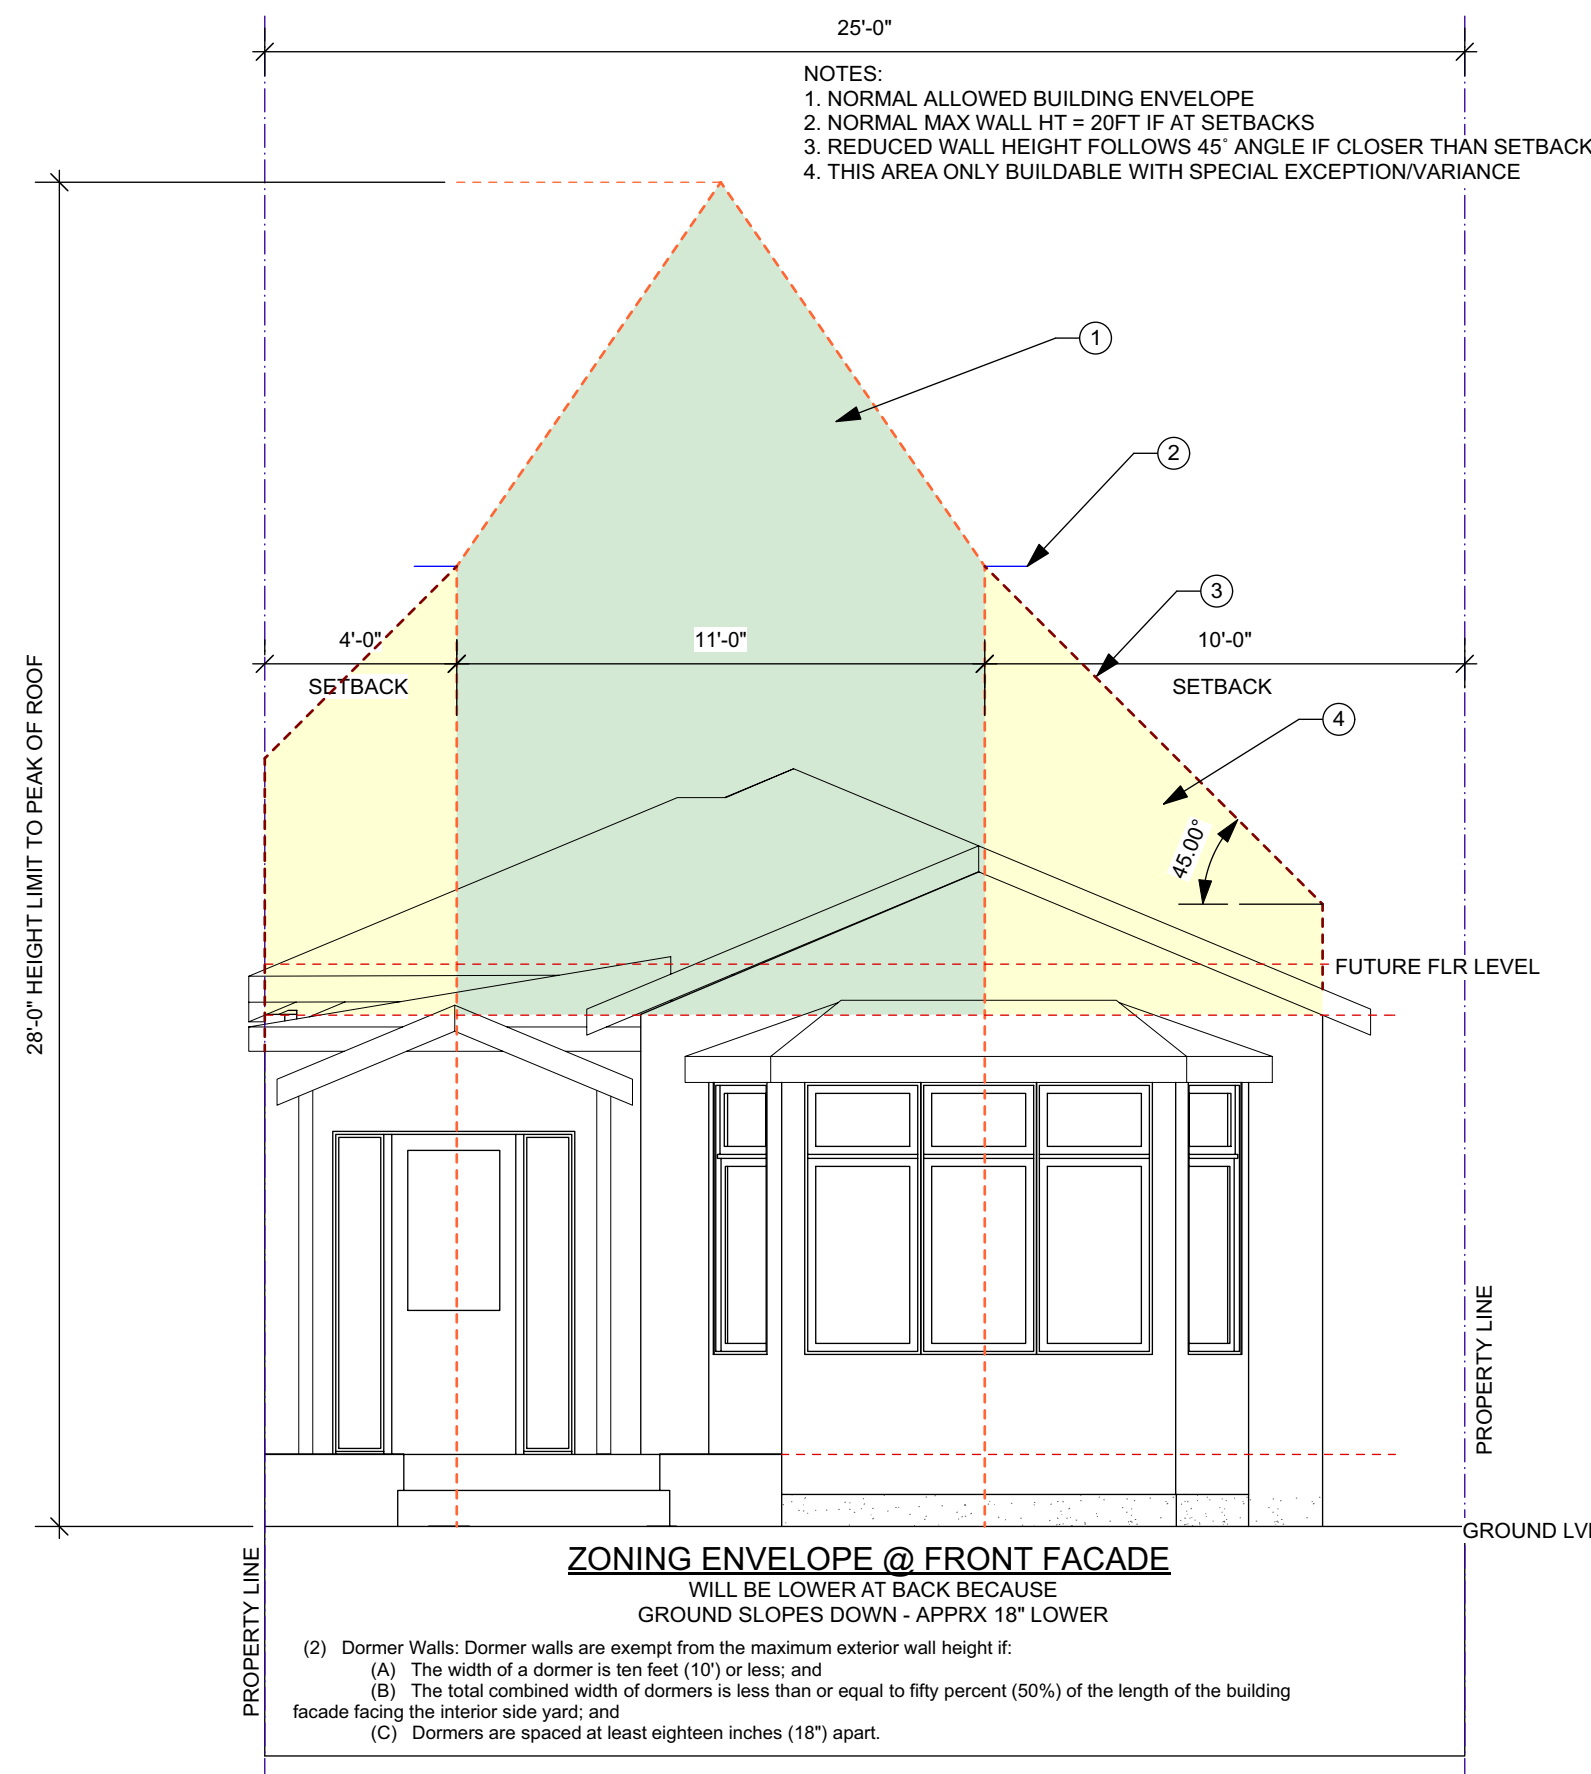 25'-0"
NOTES:
1. NORMAL ALLOWED BUILDING ENVELOPE
2. NORMAL MAX WALL HT = 20FT IF AT SETBACKS
3. REDUCED WALL HEIGHT FOLLOWS 45° ANGLE IF CLOSER THAN SETBACK
4. THIS AREA ONLY BUILDABLE WITH SPECIAL EXCEPTION/VARIANCE
1
2
3
4'-0"
11'-0"
10'-0"
SETBACK
SETBACK
4
28'-0" HEIGHT LIMIT TO PEAK OF ROOF
45.00°
FUTURE FLR LEVEL
PROPERTY LINE
GROUND LV
PROPERTY LINE
ZONING ENVELOPE @ FRONT FACADE
WILL BE LOWER AT BACK BECAUSE
GROUND SLOPES DOWN - APPRX 18" LOWER
(2) Dormer Walls: Dormer walls are exempt from the maximum exterior wall height if:
(A) The width of a dormer is ten feet (10') or less; and
(B) The total combined width of dormers is less than or equal to fifty percent (50%) of the length of the building
facade facing the interior side yard; and
(C) Dormers are spaced at least eighteen inches (18") apart.